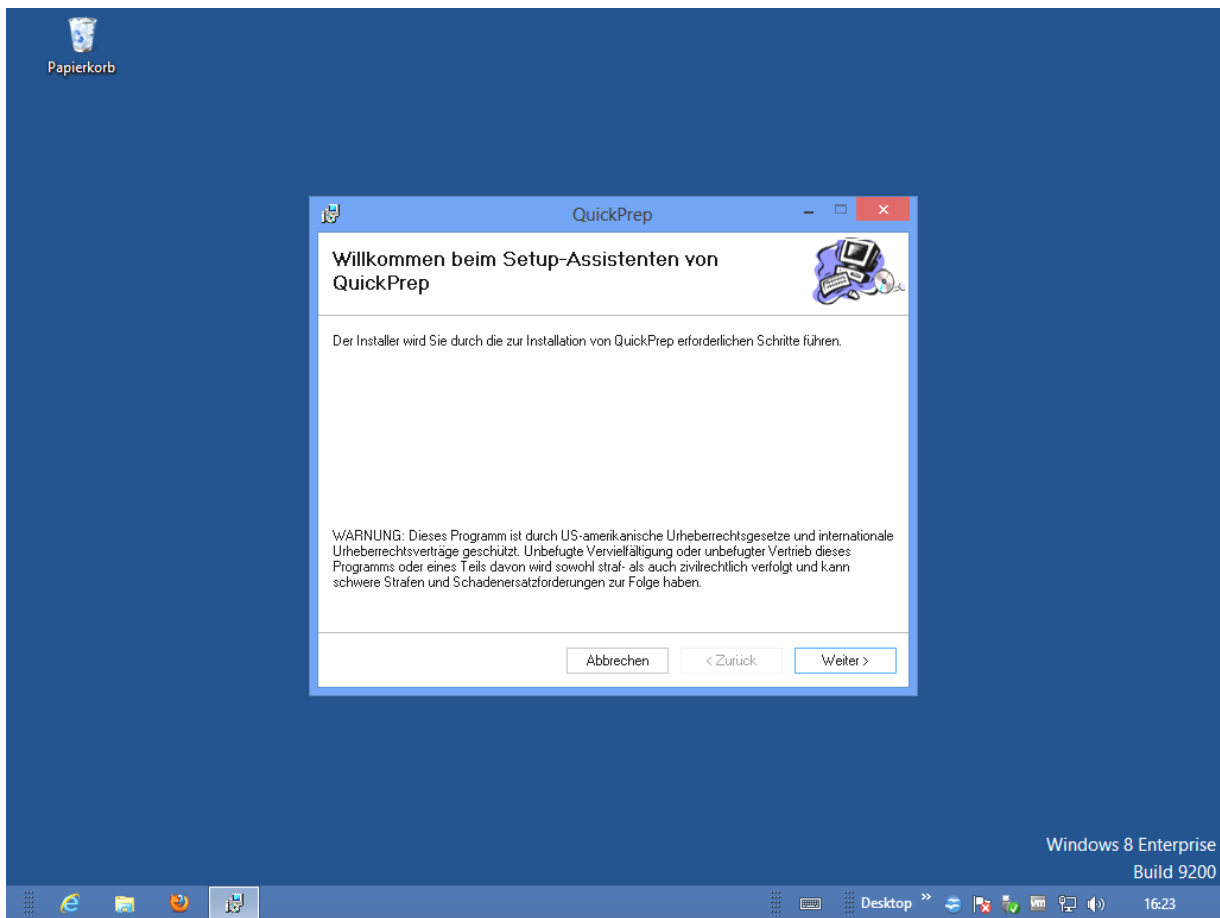 Papierkorb
QuickPrep
Willkommen beim Setup-Assistenten von
QuickPrep
Der Installer wird Sie durch die zur Installation von QuickPrep erforderlichen Schritte führen.
WARNUNG: Dieses Programm ist durch US-amerikanische Urheberrechtsgesetze und internationale
Urheberrechtsverträge geschützt. Unbefugte Vervielfältigung oder unbefugter Vertrieb dieses
Programms oder eines Teils davon wird sowohl straf- als auch zivilrechtlich verfolgt und kann
schwere Strafen und Schadenersatzforderungen zur Folge haben.
Abbrechen
< Zurück
Weiter >
Windows 8 Enterprise
Build 9200
Desktop
vm
16:23